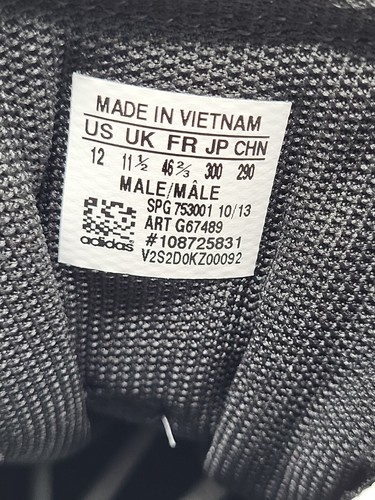 MADE IN VIETNAM
US UK FR JP CHN
12 11½ 46⅔ 300 290
MALE/MÂLE
SPG 753001 10/13
ART G67489
#108725831
adidas
V2S2D0KZ00092